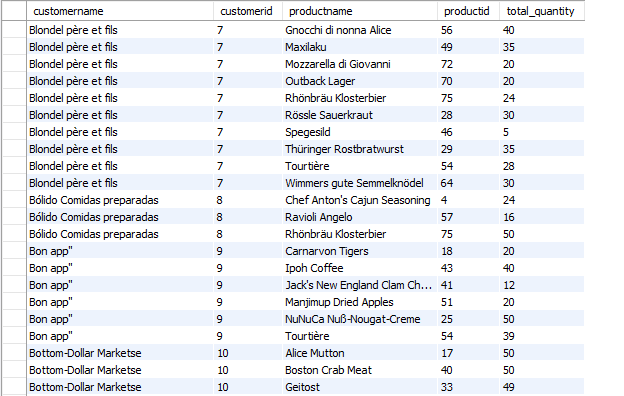 customername customerid productname productid total_quantity
Blondel père et fils 7 Gnocchi di nonna Alice 56 40
Blondel père et fils 7 Maxilaku 49 35
Blondel père et fils 7 Mozzarella di Giovanni 72 20
Blondel père et fils 7 Outback Lager 70 20
Blondel père et fils 7 Rhönbräu Klosterbier 75 24
Blondel père et fils 7 Rössle Sauerkraut 28 30
Blondel père et fils 7 Spegesild 46 5
Blondel père et fils 7 Thüringer Rostbratwurst 29 35
Blondel père et fils 7 Tourtière 54 28
Blondel père et fils 7 Wimmers gute Semmelknödel 64 30
Bólido Comidas preparadas 8 Chef Anton's Cajun Seasoning 4 24
Bólido Comidas preparadas 8 Ravioli Angelo 57 16
Bólido Comidas preparadas 8 Rhönbräu Klosterbier 75 50
Bon app" 9 Carnarvon Tigers 18 20
Bon app" 9 Ipoh Coffee 43 40
Bon app" 9 Jack's New England Clam Ch... 41 12
Bon app" 9 Manjimup Dried Apples 51 20
Bon app" 9 NuNuCa Nuß-Nougat-Creme 25 50
Bon app" 9 Tourtière 54 39
Bottom-Dollar Marketse 10 Alice Mutton 17 50
Bottom-Dollar Marketse 10 Boston Crab Meat 40 50
Bottom-Dollar Marketse 10 Geitost 33 49